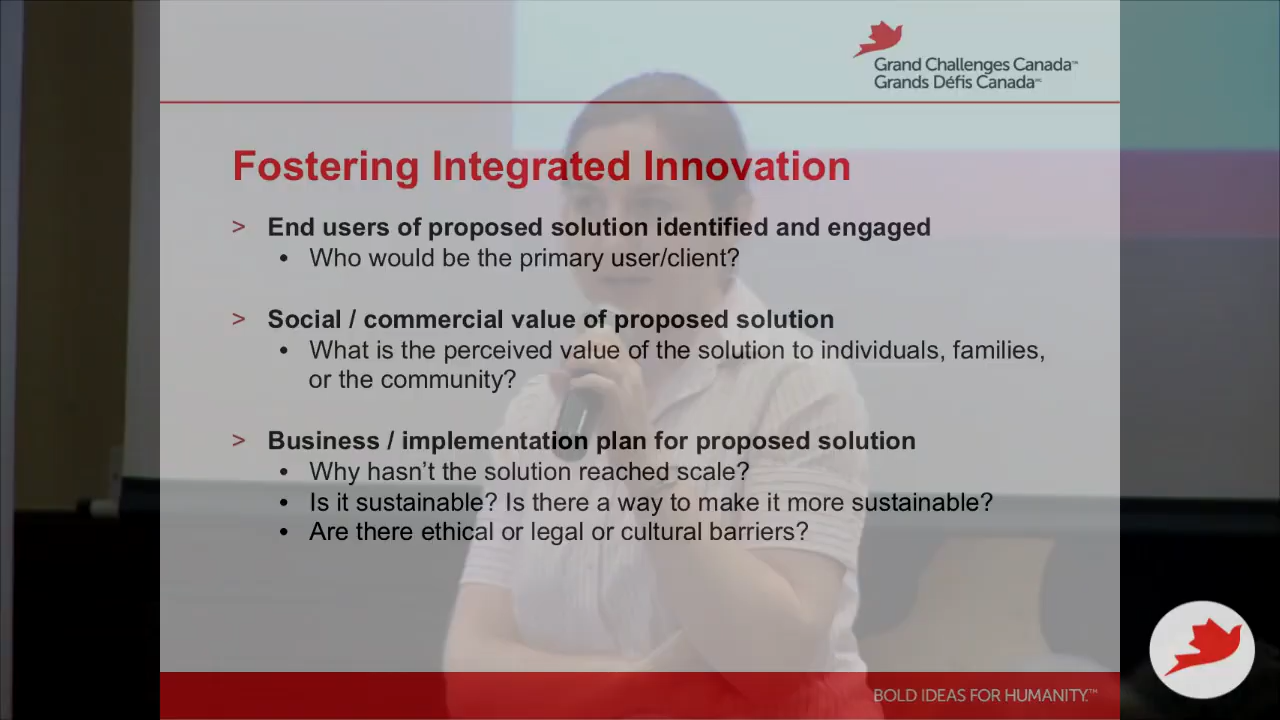 Grand Challenges Canada™
Grands Défis Canada
Fostering Integrated Innovation
> End users of proposed solution identified and engaged
• Who would be the primary user/client?
> Social / commercial value of proposed solution
• What is the perceived value of the solution to individuals, families,
or the community?
> Business / implementation plan for proposed solution
• Why hasn’t the solution reached scale?
• Is it sustainable? Is there a way to make it more sustainable?
• Are there ethical or legal or cultural barriers?
BOLD IDEAS FOR HUMANITY.™